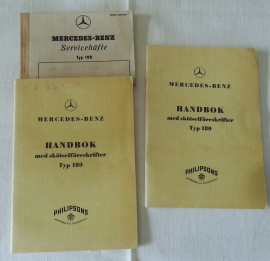 MERCEDES-BENZ
Servicehäfte
Typ 180
MERCEDES-BENZ
HANDBOK
med skötselföreskrifter
Typ 180
PHILIPSONS
MERCEDES-BENZ
HANDBOK
med skötselföreskrifter
Typ 180
PHILIPSONS